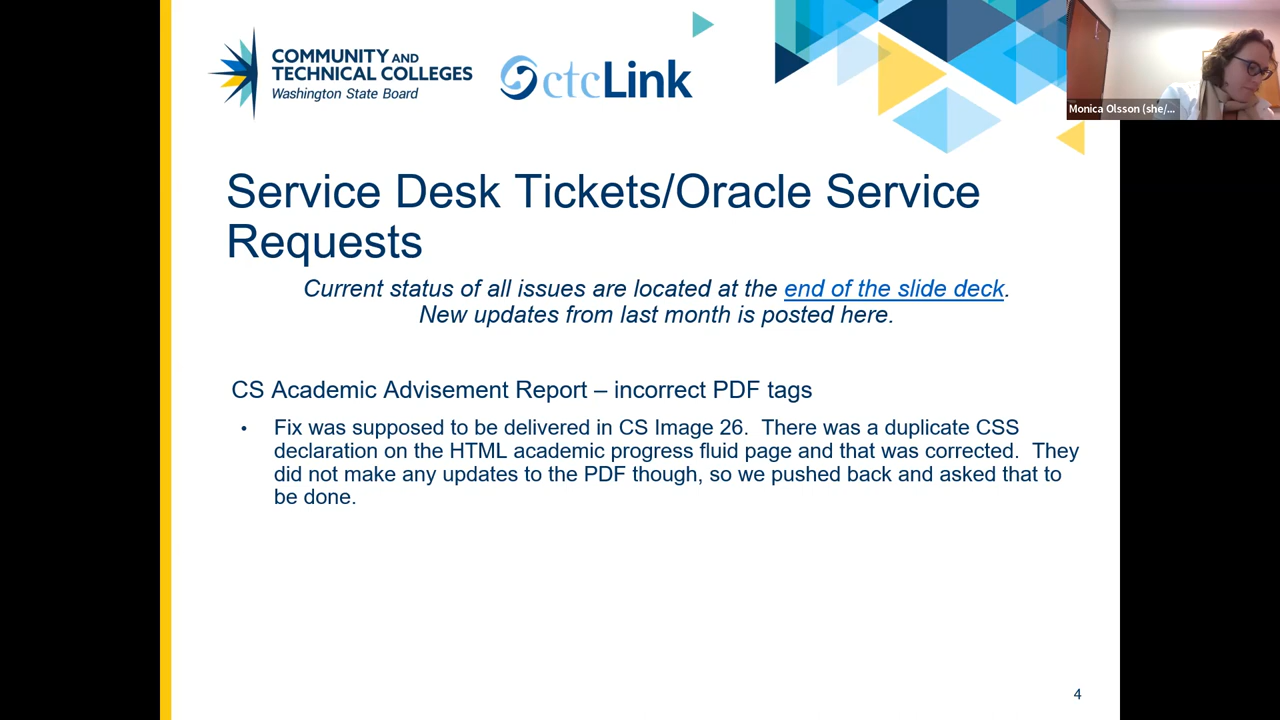 COMMUNITY AND
TECHNICAL COLLEGES
Washington State Board
ctcLink
Monica Olsson (she/...
Service Desk Tickets/Oracle Service
Requests
Current status of all issues are located at the end of the slide deck.
New updates from last month is posted here.
CS Academic Advisement Report – incorrect PDF tags
• Fix was supposed to be delivered in CS Image 26.  There was a duplicate CSS
declaration on the HTML academic progress fluid page and that was corrected.  They
did not make any updates to the PDF though, so we pushed back and asked that to
be done.
4